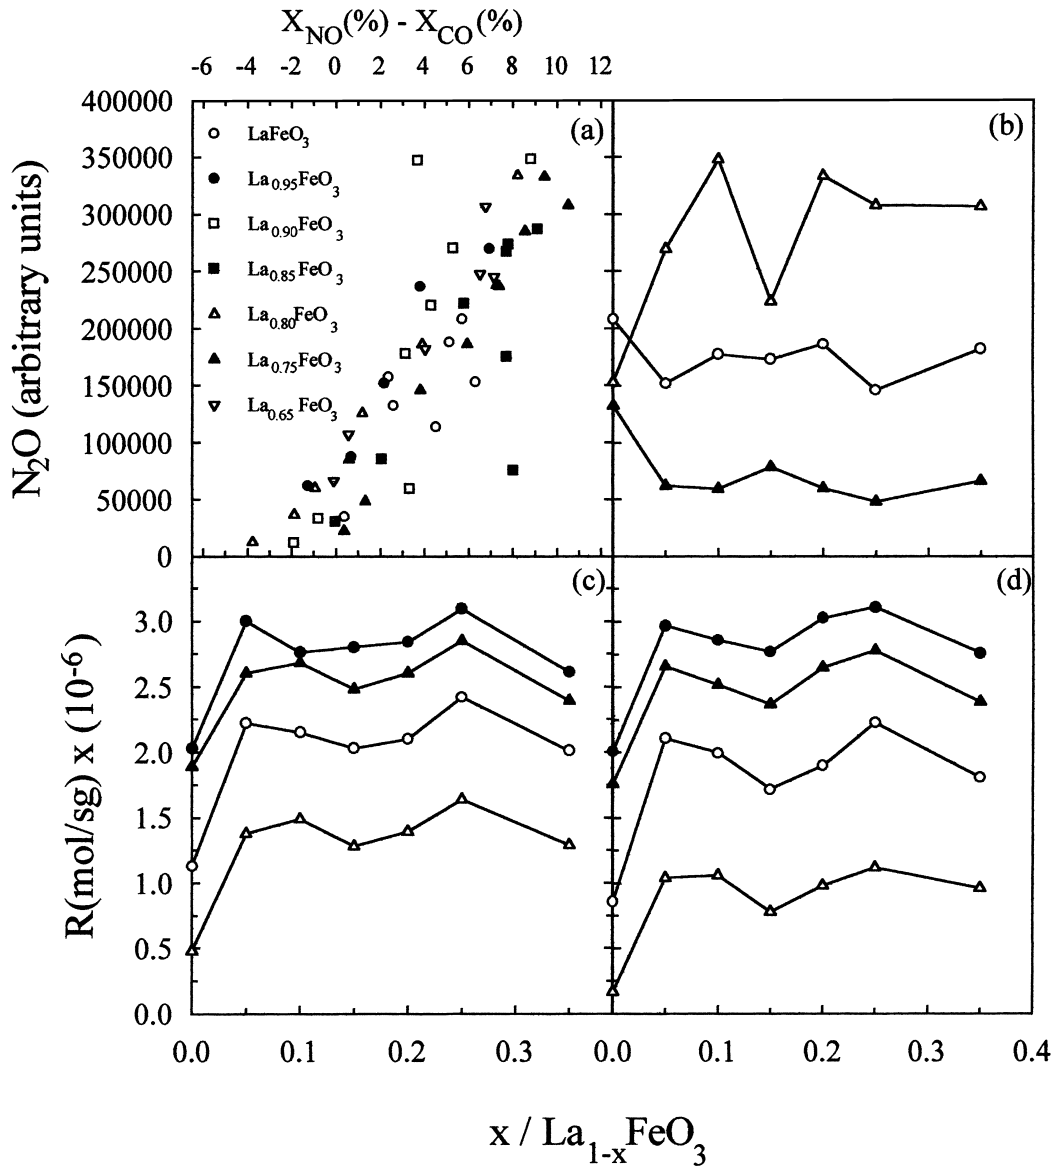 X_NO(%) - X_CO(%)
-6 -4 -2 0 2 4 6 8 10 12
400000
350000
300000
250000
200000
150000
100000
50000
0
N₂O (arbitrary units)
(a)
LaFeO₃
La₀.₉₅FeO₃
La₀.₉₀FeO₃
La₀.₈₅FeO₃
La₀.₈₀FeO₃
La₀.₇₅FeO₃
La₀.₆₅FeO₃
(b)
(c)
(d)
3.0
2.5
2.0
1.5
1.0
0.5
0.0
R(mol/sg) x (10⁻⁶)
0.0 0.1 0.2 0.3 0.0 0.1 0.2 0.3 0.4
x / La₁₋ₓFeO₃